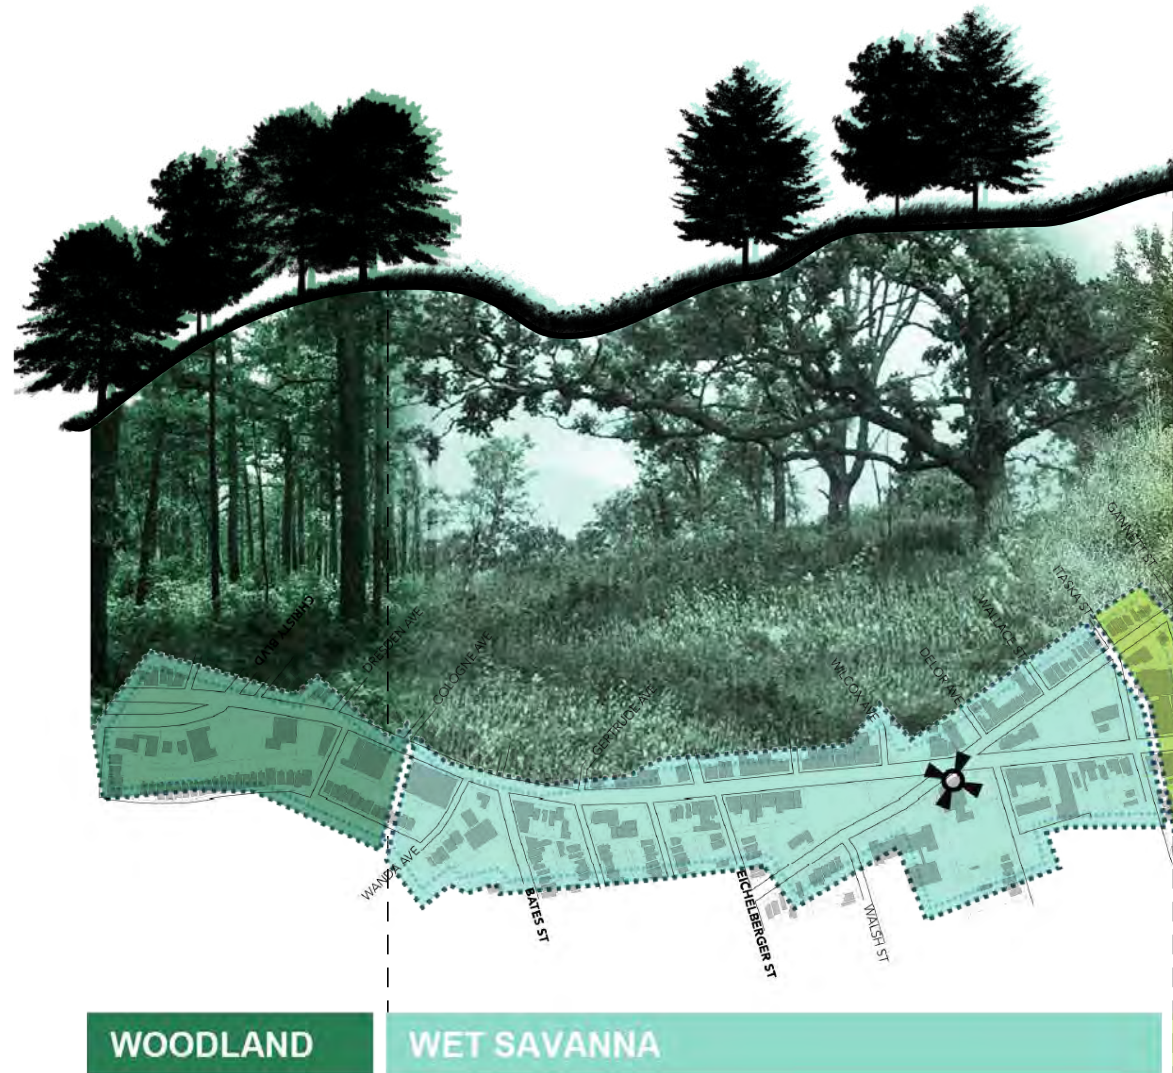 CHRISTY BLVD
DRESDEN AVE
COLOGNE AVE
GERTRUDE AVE
WILCOX AVE
DELOR AVE
WALLACE ST
ITASKA ST
WANDA AVE
BATES ST
EICHELBERGER ST
WALSH ST
WOODLAND
WET SAVANNA